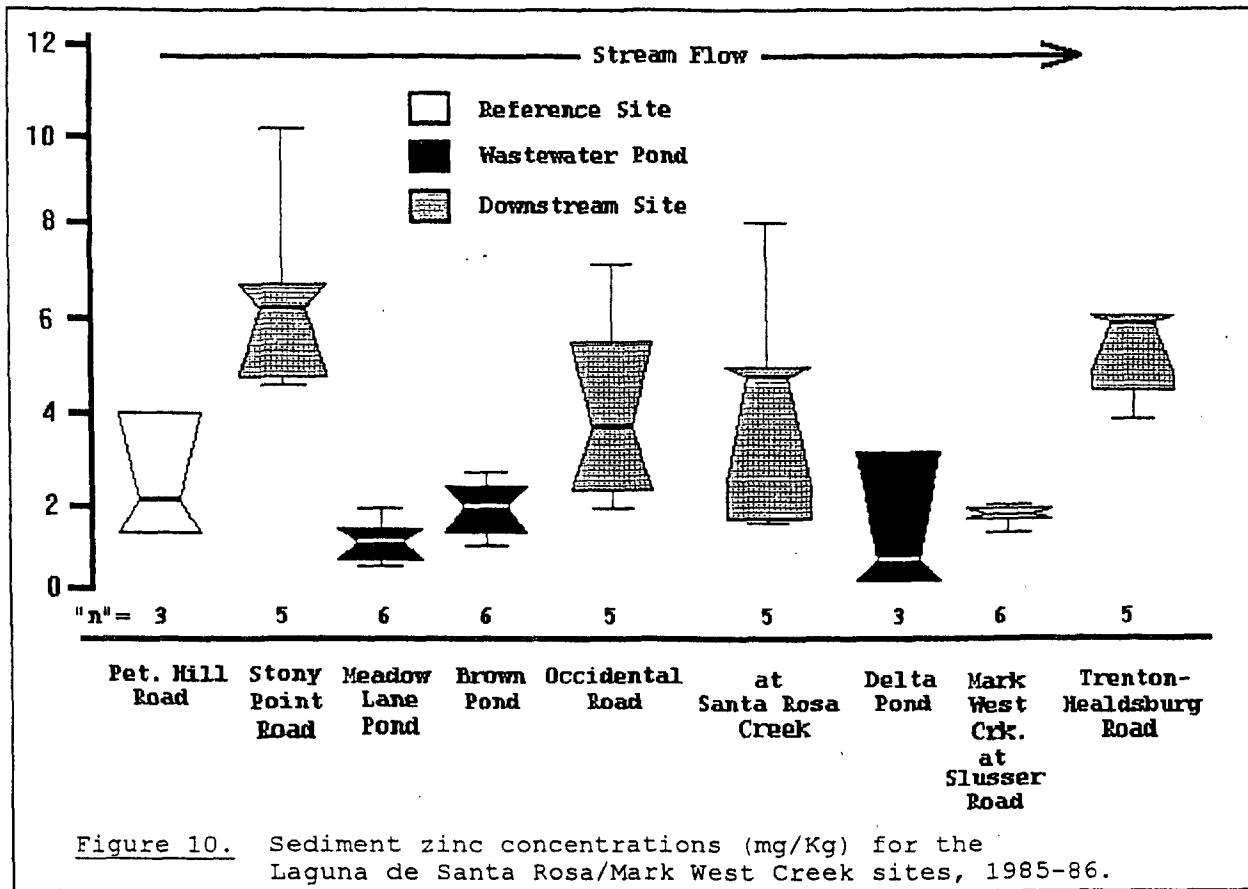 12
Stream Flow
Reference Site
10
Wastewater Pond
Downstream Site
8
6
4
2
0
"n"= 3 5 6 6 5 5 3 6 5
Pet. Hill Road
Stony Point Road
Meadow Lane Pond
Brown Pond
Occidental Road
at Santa Rosa Creek
Delta Pond
Mark West Crk. at Slusser Road
Trenton-Healdsburg Road
Figure 10. Sediment zinc concentrations (mg/Kg) for the
Laguna de Santa Rosa/Mark West Creek sites, 1985-86.